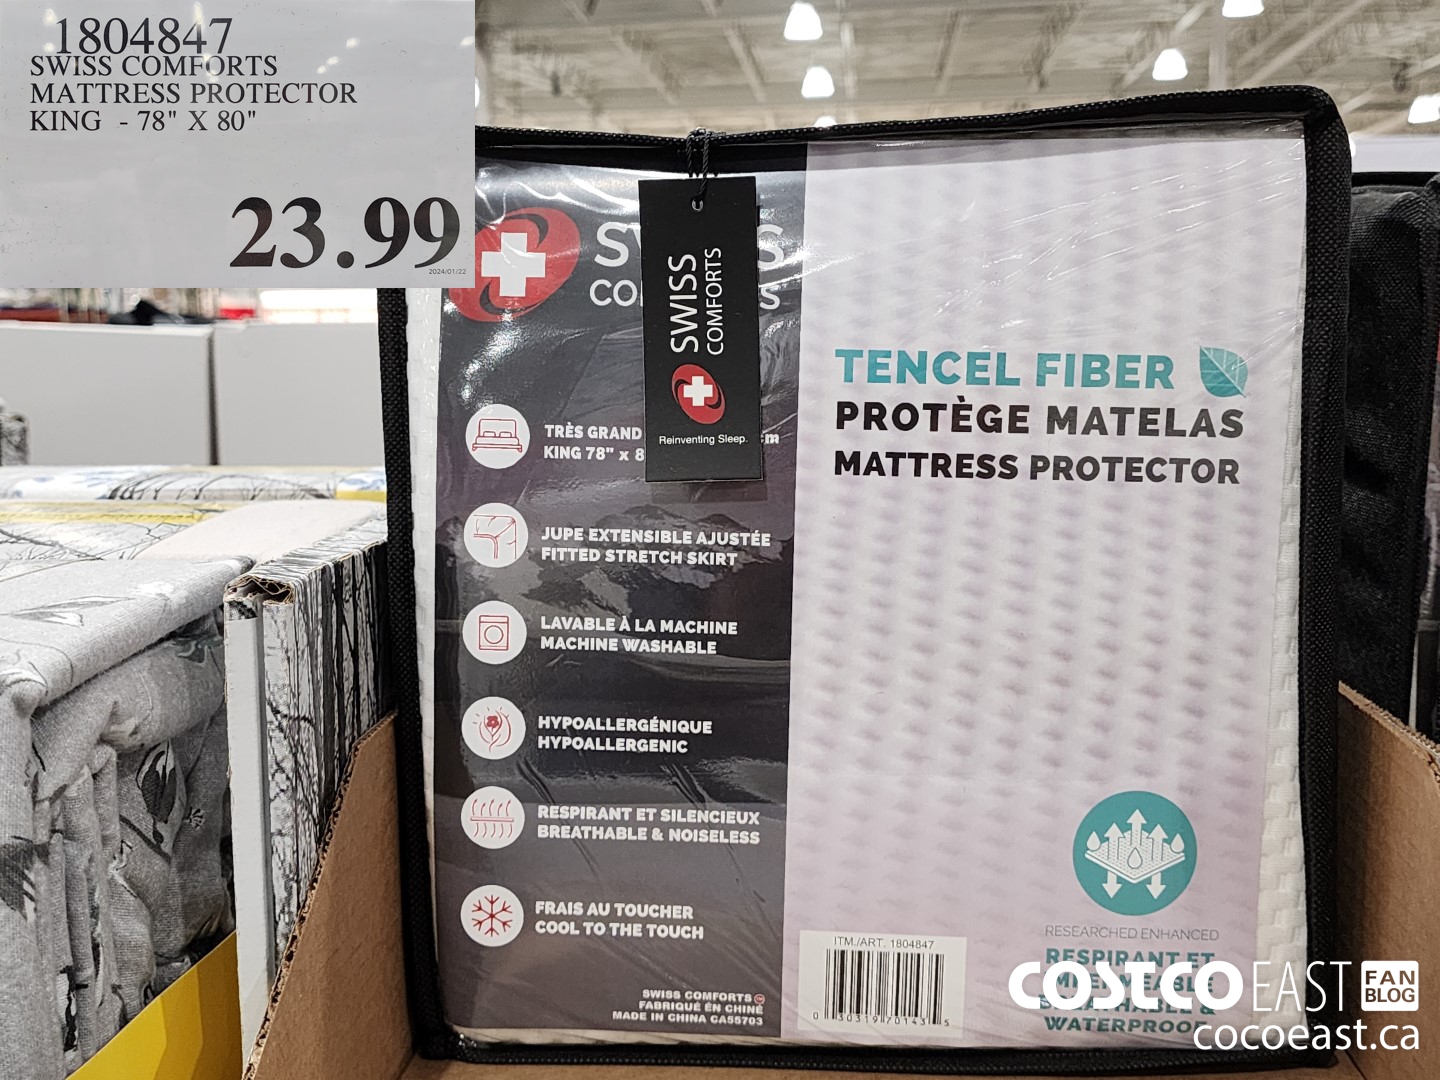 1804847
SWISS COMFORTS
MATTRESS PROTECTOR
KING - 78" X 80"
23.99
2024/01/22
SWISS
COMFORTS
Reinventing Sleep.
TRÈS GRAND
KING 78" x
JUPE EXTENSIBLE AJUSTÉE
FITTED STRETCH SKIRT
LAVABLE À LA MACHINE
MACHINE WASHABLE
HYPOALLERGÉNIQUE
HYPOALLERGENIC
RESPIRANT ET SILENCIEUX
BREATHABLE & NOISELESS
FRAIS AU TOUCHER
COOL TO THE TOUCH
SWISS COMFORTS
FABRIQUÉ EN CHINE
MADE IN CHINA CA55703
TENCEL FIBER
PROTÈGE MATELAS
MATTRESS PROTECTOR
ITM./ART. 1804847
RESEARCHED ENHANCED
RESPIRANT ET
WATERPROOF
COSTCO EAST FAN BLOG
cocoeast.ca